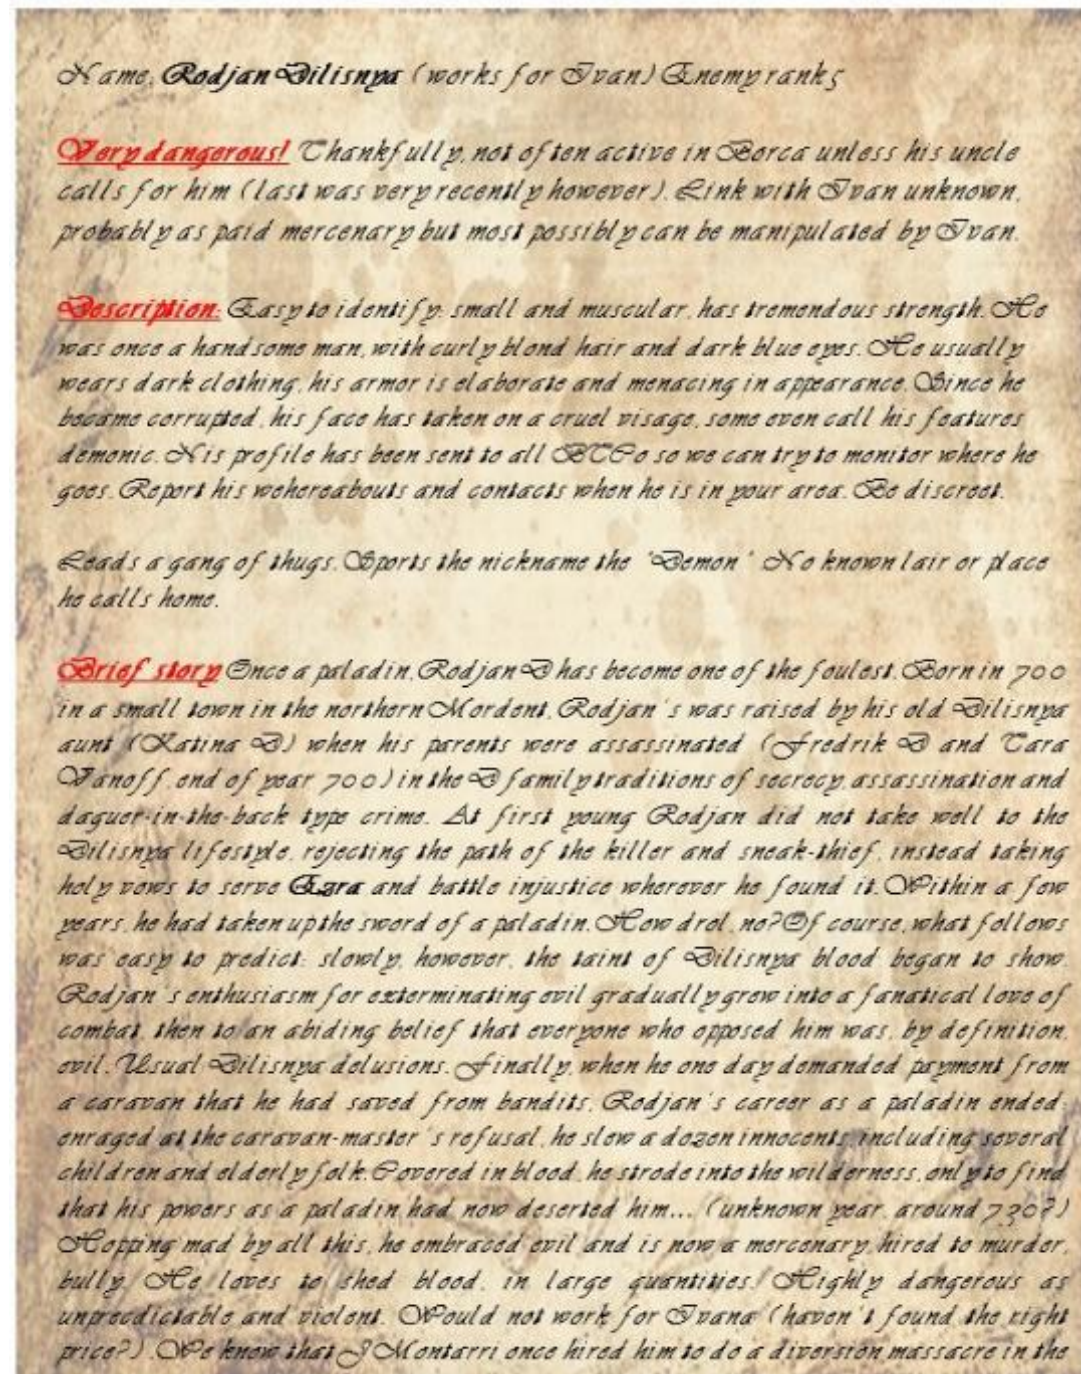 Name: Rodjan Dilisnya (works for Ivan) Enemy ranks
Very dangerous! Thankfully, not often active in Borca unless his uncle
calls for him (last was very recently however). Link with Ivan unknown,
probably as paid mercenary but most possibly can be manipulated by Ivan.
Description: Easy to identify: small and muscular, has tremendous strength. He
was once a handsome man, with curly blond hair and dark blue eyes. He usually
wears dark clothing, his armor is elaborate and menacing in appearance. Since he
became corrupted, his face has taken on a cruel visage, some even call his features
demonic. His profile has been sent to all BTCo so we can try to monitor where he
goes. Report his wehereabouts and contacts when he is in your area. Be discreet.
Leads a gang of thugs. Sports the nickname the "Demon" No known lair or place
he calls home.
Brief story Once a paladin, Rodjan D has become one of the foulest. Born in 700
in a small town in the northern Mordent, Rodjan's was raised by his old Dilisnya
aunt (Katina D) when his parents were assassinated (Fredrik D and Tara
Vanoff, end of year 700) in the D family traditions of secrecy, assassination and
daguer-in-the-back type crime. At first young Rodjan did not take well to the
Dilisnya lifestyle, rejecting the path of the killer and sneak-thief, instead taking
holy vows to serve Ezra and battle injustice wherever he found it. Within a few
years, he had taken up the sword of a paladin. How drol, no? Of course, what follows
was easy to predict: slowly, however, the taint of Dilisnya blood began to show.
Rodjan's enthusiasm for exterminating evil gradually grew into a fanatical love of
combat, then to an abiding belief that everyone who opposed him was, by definition,
evil. Usual Dilisnya delusions. Finally, when he one day demanded payment from
a caravan that he had saved from bandits, Rodjan's career as a paladin ended:
enraged at the caravan-master's refusal, he slew a dozen innocents, including several
children and elderly folk. Covered in blood, he strode into the wilderness, only to find
that his powers as a paladin had now deserted him... (unknown year, around 730?)
Hopping mad by all this, he embraced evil and is now a mercenary, hired to murder,
bully. He loves to shed blood, in large quantities! Highly dangerous as
unpredictable and violent. Would not work for Ivana (haven't found the right
price?). We know that J Montarri once hired him to do a diversion massacre in the